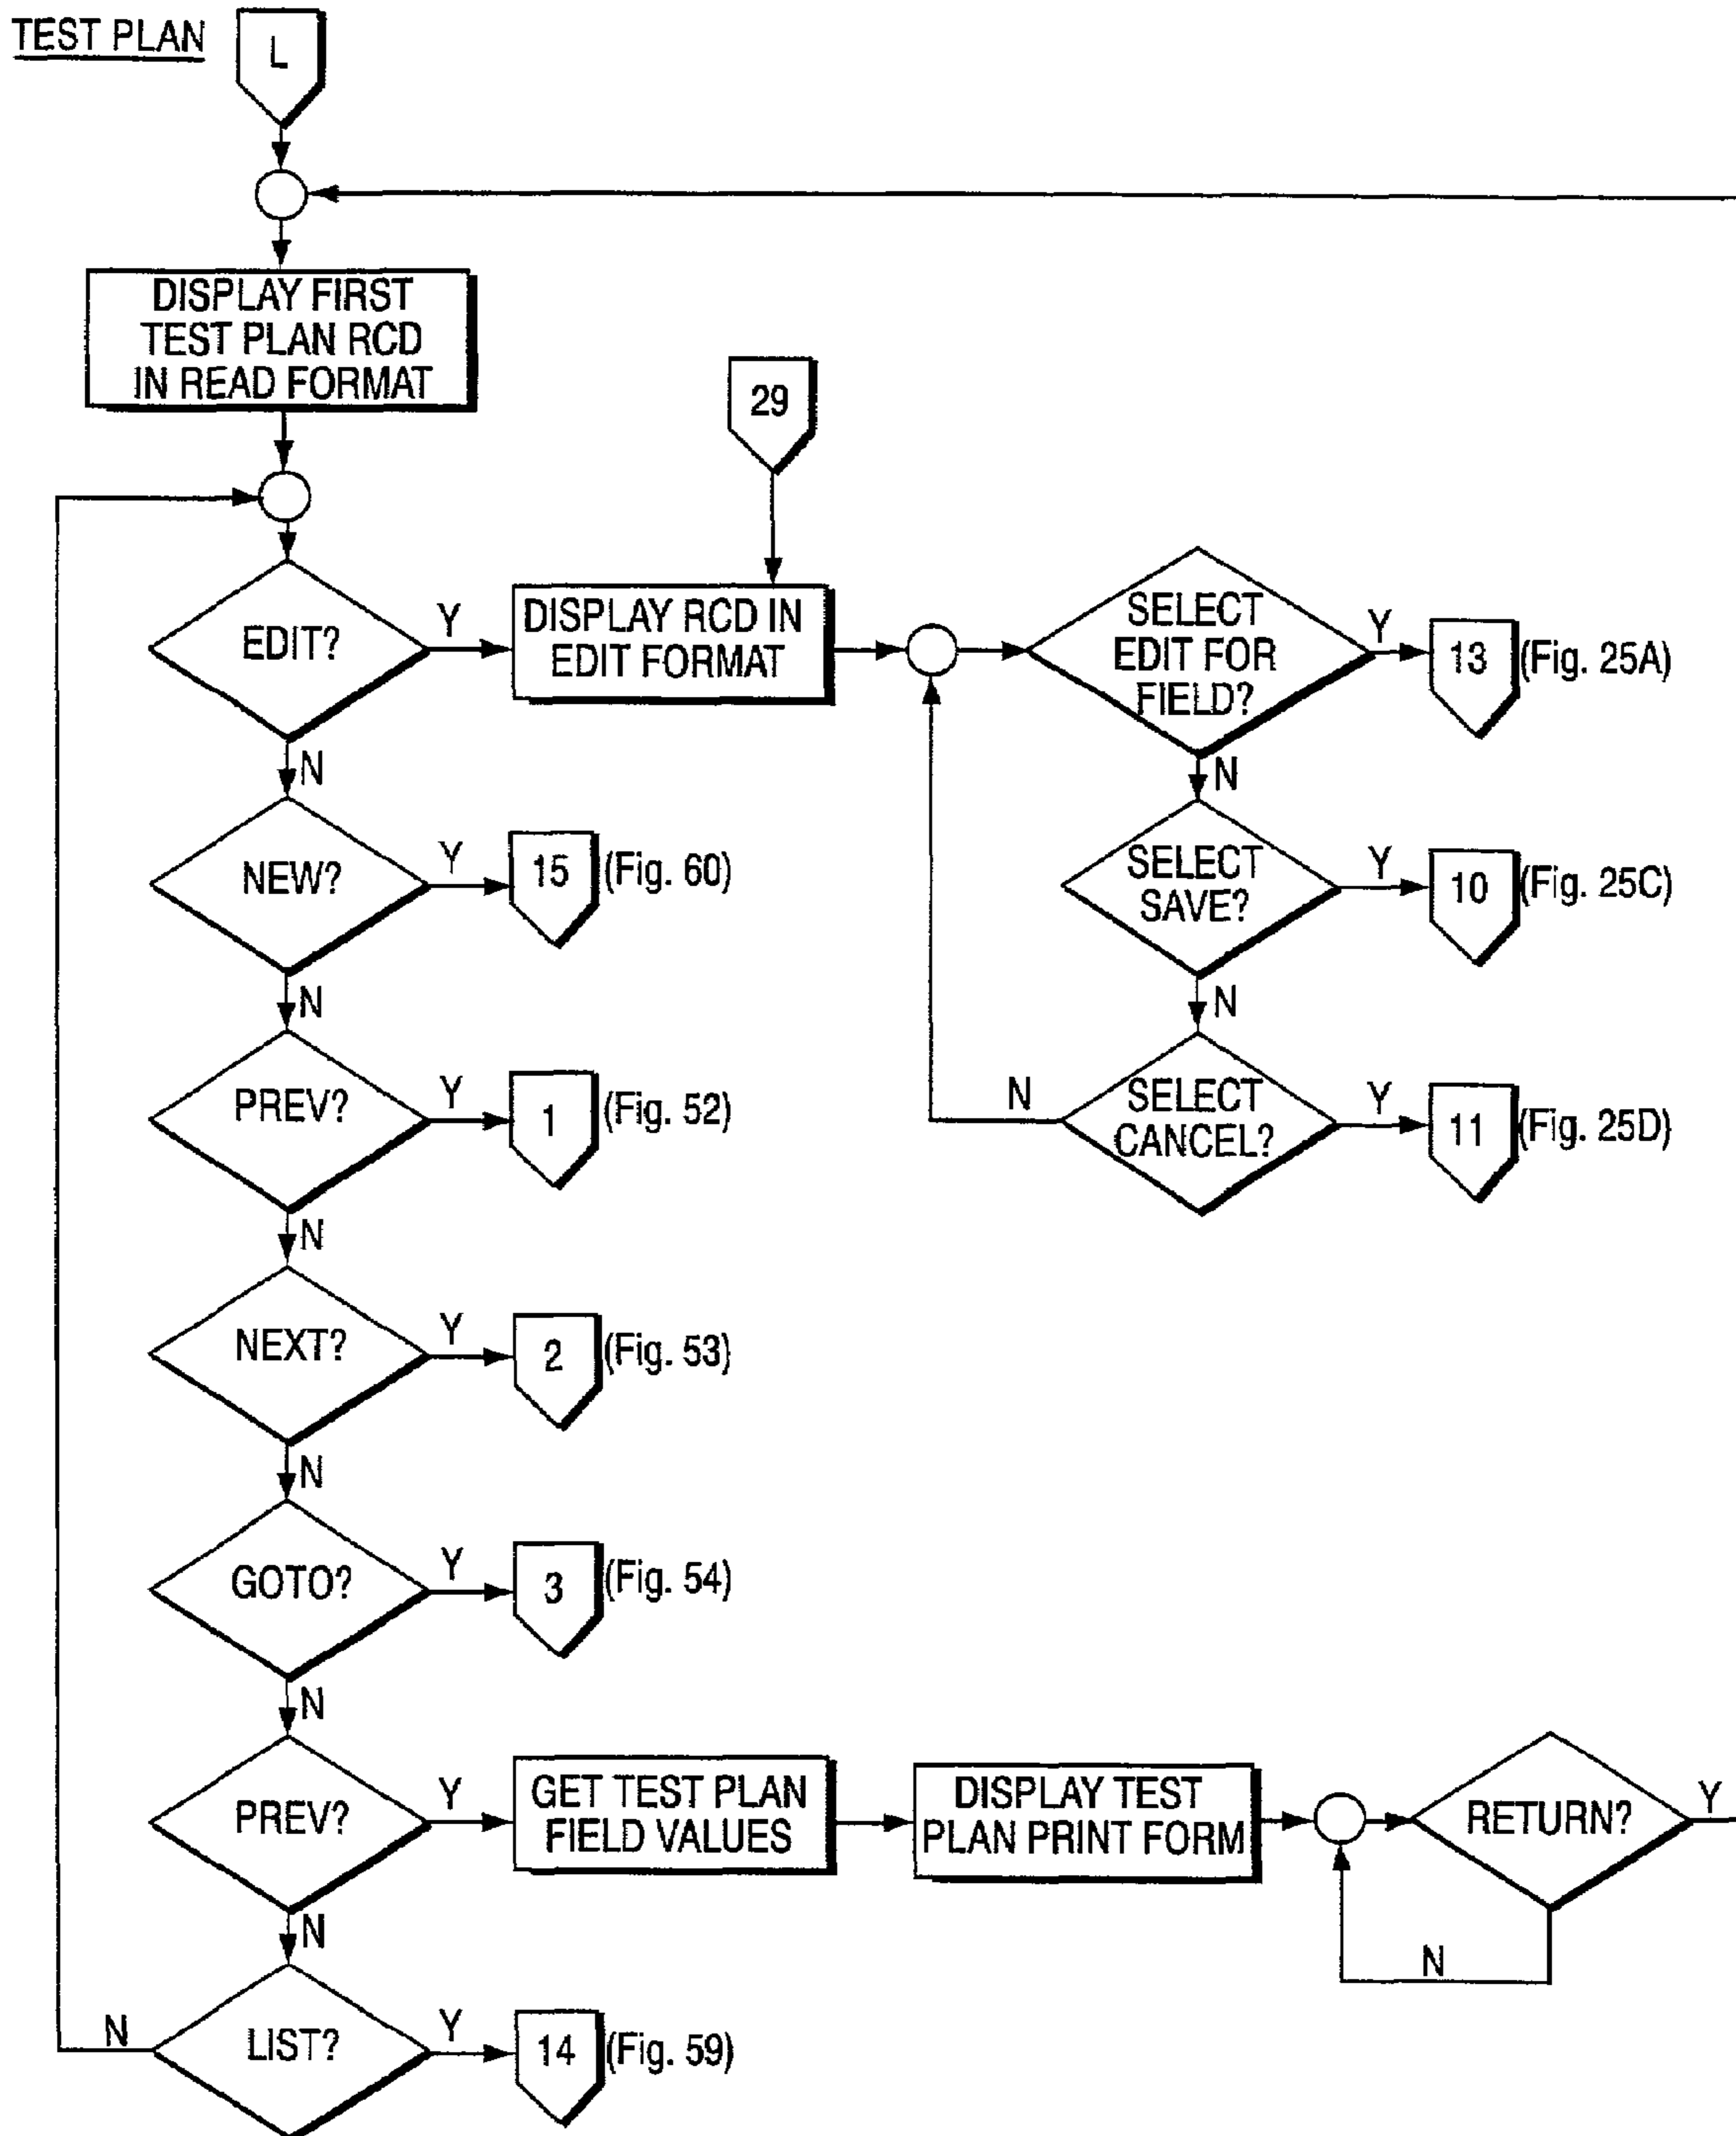 TEST PLAN
L
DISPLAY FIRST
TEST PLAN RCD
IN READ FORMAT
29
EDIT?
Y
N
DISPLAY RCD IN
EDIT FORMAT
SELECT
EDIT FOR
FIELD?
Y
13
(Fig. 25A)
N
NEW?
Y
15
(Fig. 60)
N
SELECT
SAVE?
Y
10
(Fig. 25C)
N
PREV?
Y
1
(Fig. 52)
N
SELECT
CANCEL?
N
Y
11
(Fig. 25D)
NEXT?
Y
2
(Fig. 53)
N
GOTO?
Y
3
(Fig. 54)
N
PREV?
Y
GET TEST PLAN
FIELD VALUES
DISPLAY TEST
PLAN PRINT FORM
RETURN?
Y
N
N
LIST?
N
Y
14
(Fig. 59)